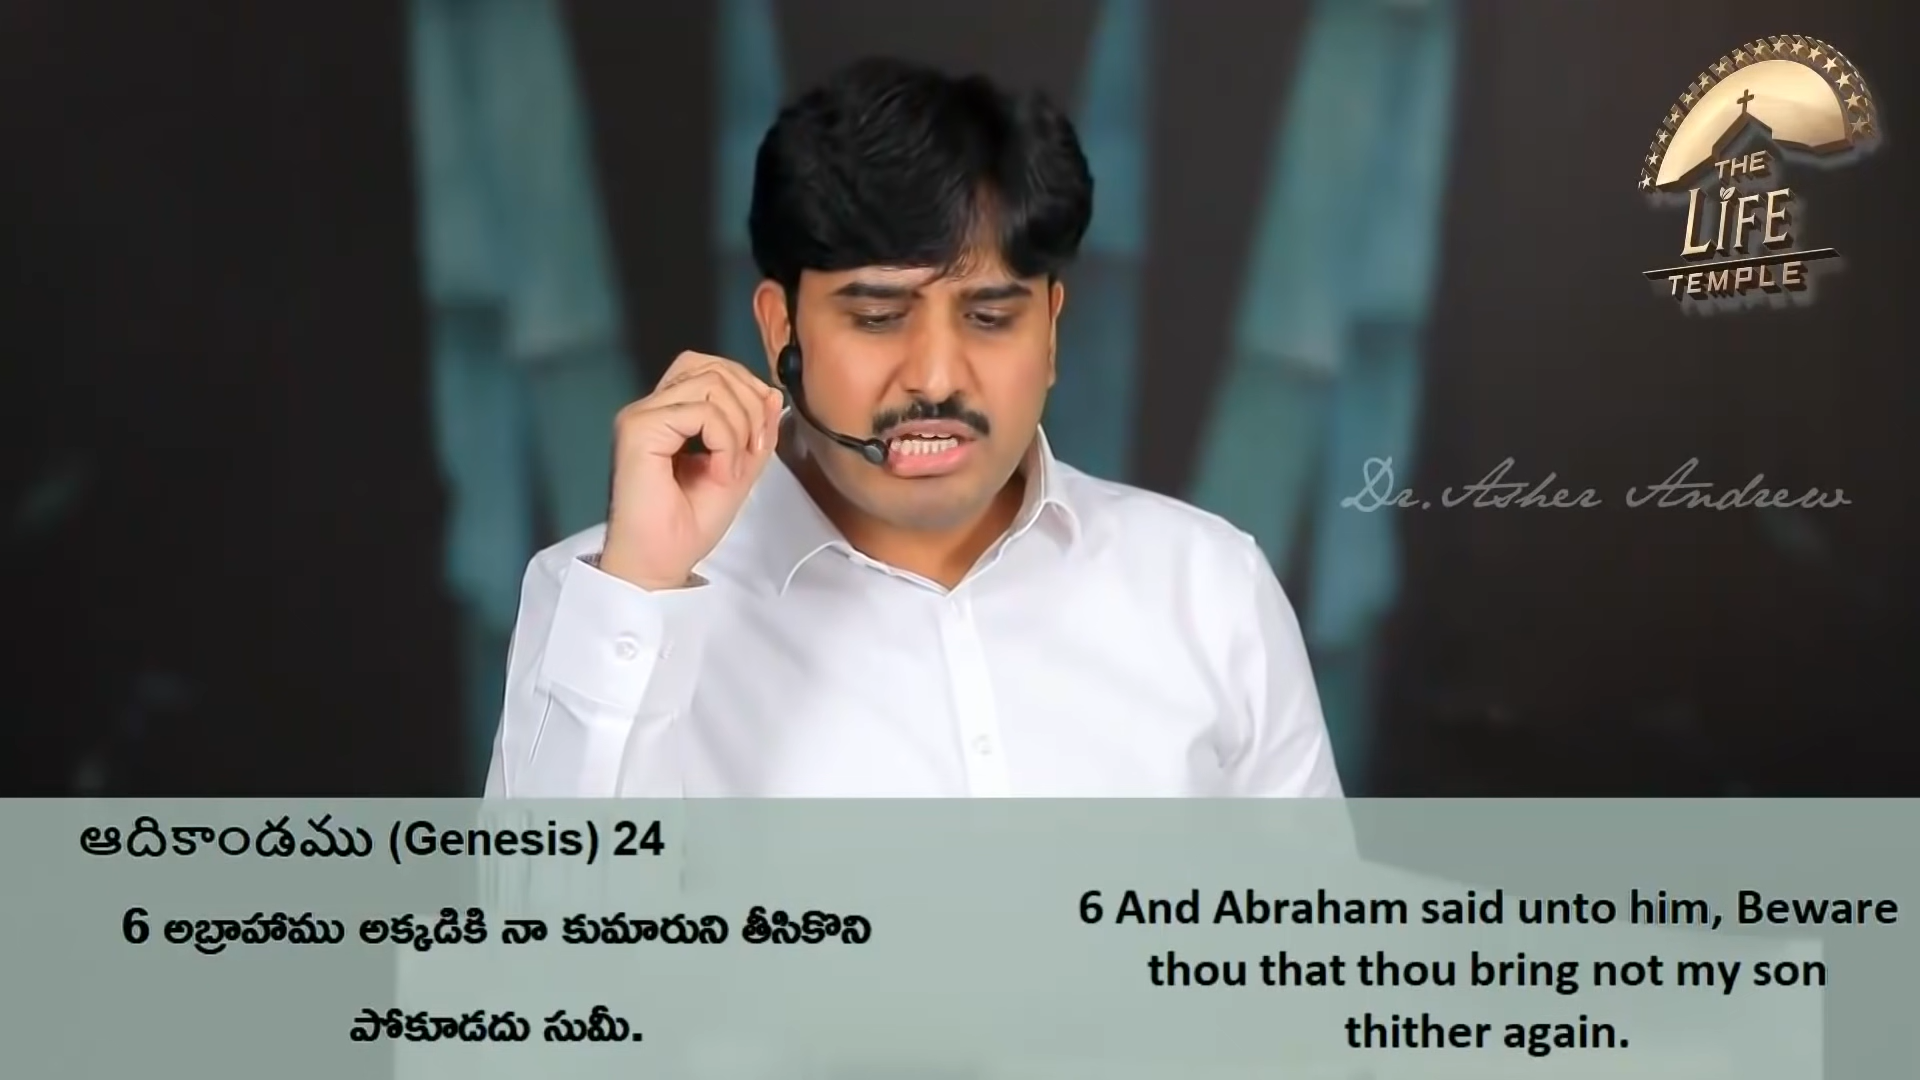 THE
LIFE
TEMPLE
Dr. Asher Andrew
ఆదికాండము (Genesis) 24
6 అబ్రాహాము అక్కడికి నా కుమారుని తీసికొని
పోకూడదు సుమీ.
6 And Abraham said unto him, Beware
thou that thou bring not my son
thither again.